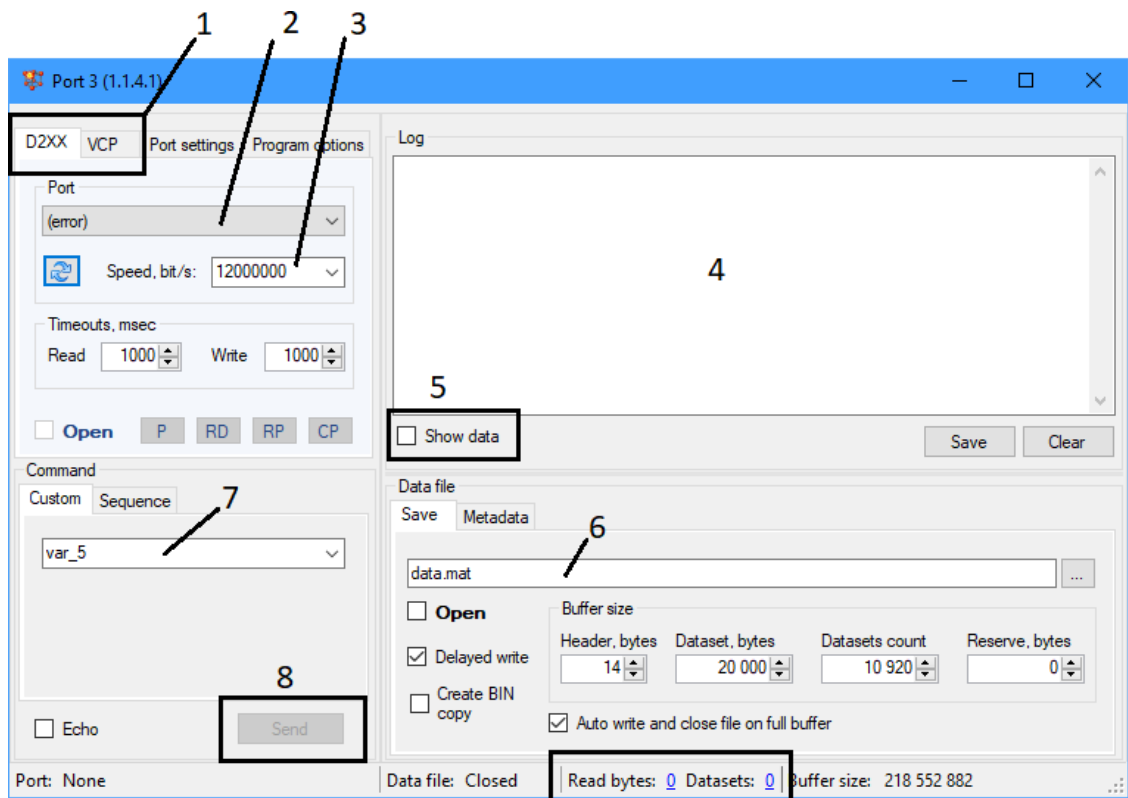 1 2 3
Port 3 (1.1.4.1)
D2XX VCP Port settings Program options
Port
(error)
Speed, bit/s: 12000000
Timeouts, msec
Read 1000 Write 1000
Open P RD RP CP
Command
Custom Sequence
7
var_5
8
Echo Send
Log
4
5
Show data
Save Clear
Data file
Save Metadata
6
data.mat ...
Open
Delayed write
Create BIN
copy
Buffer size
Header, bytes Dataset, bytes Datasets count Reserve, bytes
14 20 000 10 920 0
Auto write and close file on full buffer
Port: None Data file: Closed Read bytes: 0 Datasets: 0 Buffer size: 218 552 882